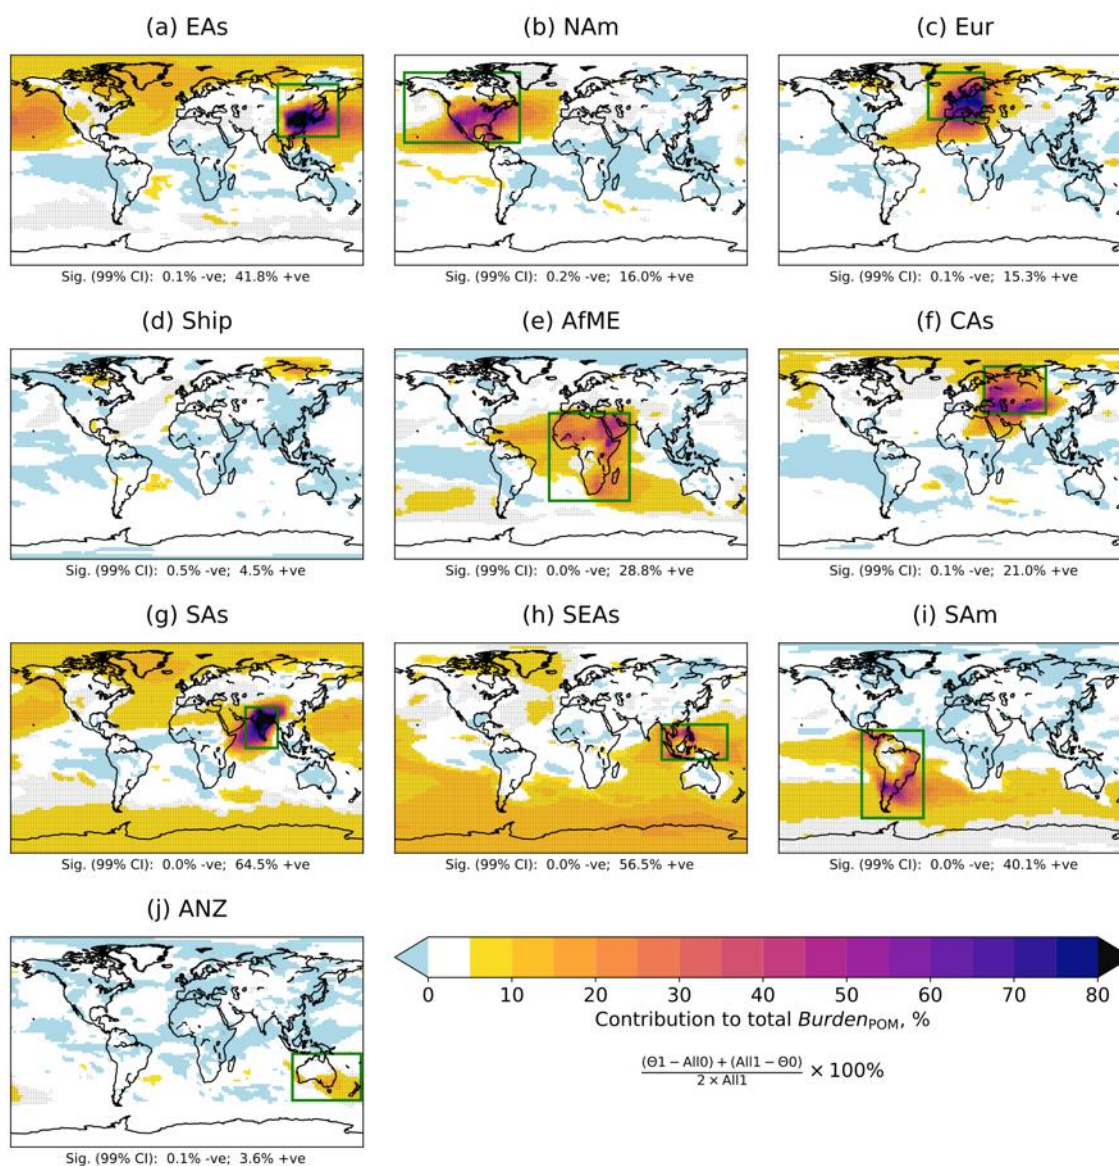 (a) EAs
(b) NAm
(c) Eur
Sig. (99% CI): 0.1% -ve; 41.8% +ve
Sig. (99% CI): 0.2% -ve; 16.0% +ve
Sig. (99% CI): 0.1% -ve; 15.3% +ve
(d) Ship
(e) AfME
(f) CAs
Sig. (99% CI): 0.5% -ve; 4.5% +ve
Sig. (99% CI): 0.0% -ve; 28.8% +ve
Sig. (99% CI): 0.1% -ve; 21.0% +ve
(g) SAs
(h) SEAs
(i) SAm
Sig. (99% CI): 0.0% -ve; 64.5% +ve
Sig. (99% CI): 0.0% -ve; 56.5% +ve
Sig. (99% CI): 0.0% -ve; 40.1% +ve
(j) ANZ
Sig. (99% CI): 0.1% -ve; 3.6% +ve
0 10 20 30 40 50 60 70 80
Contribution to total Burden_POM, %
(Θ1 − All0) + (All1 − Θ0)
2 × All1
× 100%